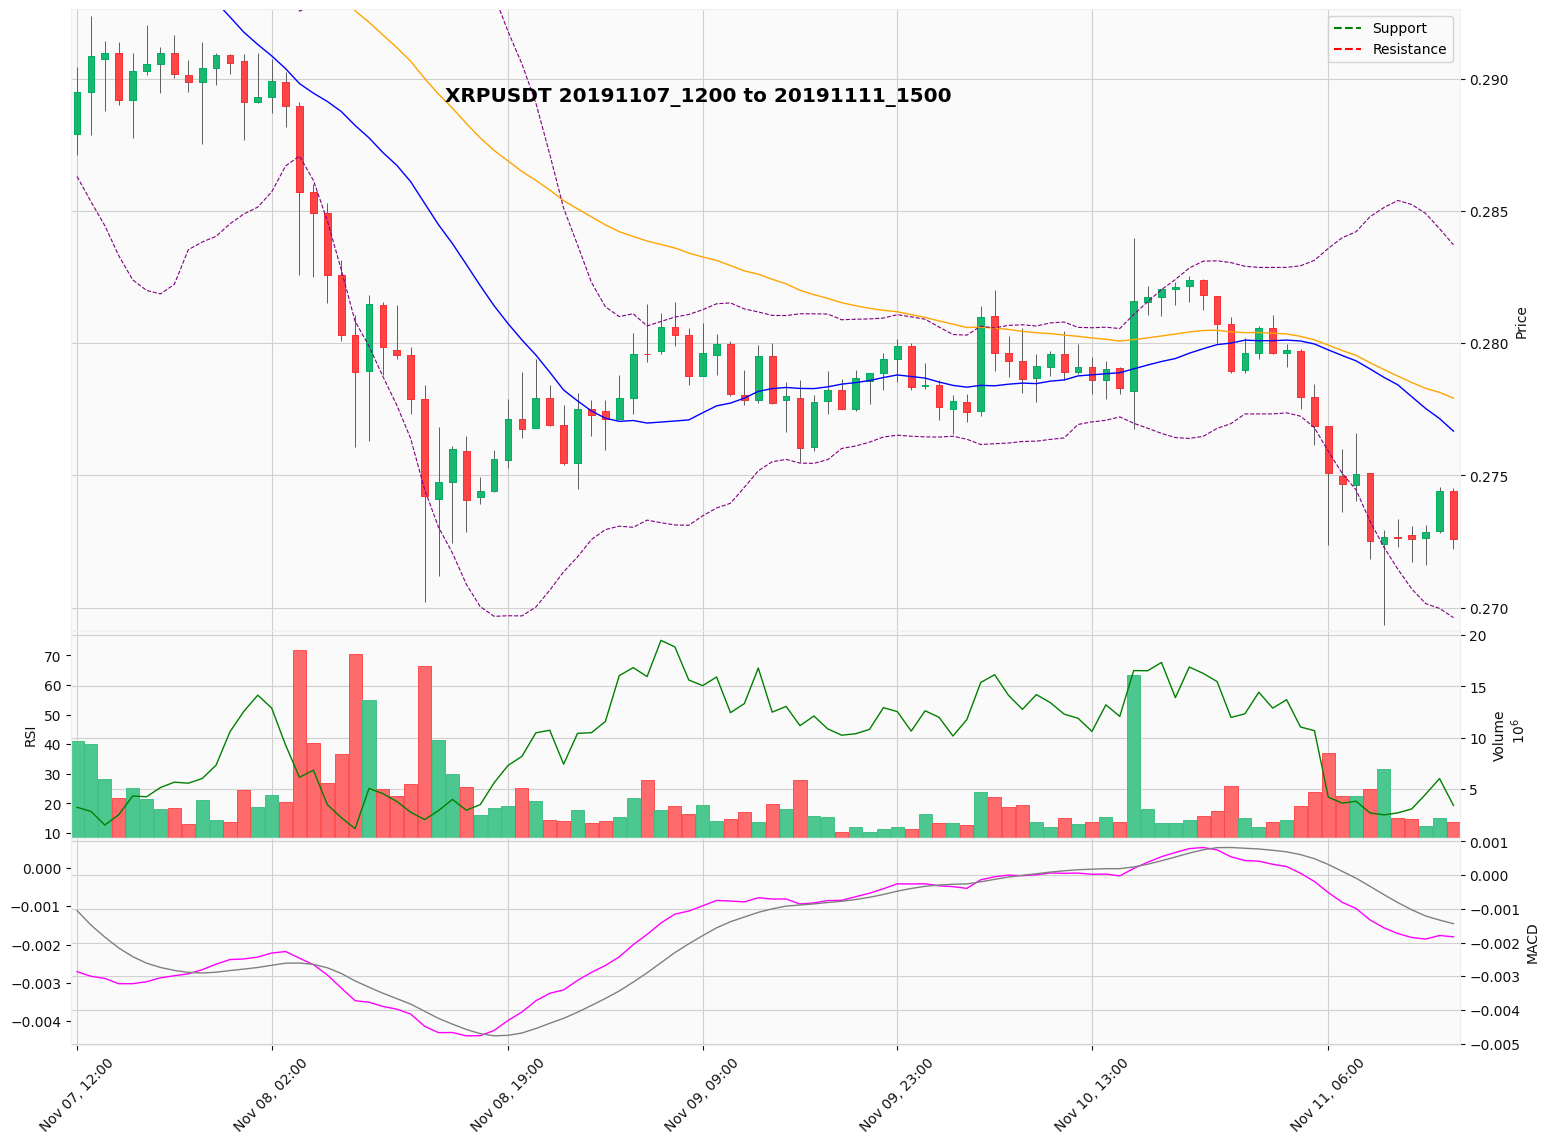 XRPUSDT 20191107_1200 to 20191111_1500
Support
Resistance
0.290
0.285
0.280
0.275
0.270
Price
70
60
50
40
30
20
10
RSI
20
15
10
5
Volume
10^6
0.000
−0.001
−0.002
−0.003
−0.004
0.001
0.000
−0.001
−0.002
−0.003
−0.004
−0.005
MACD
Nov 07, 12:00
Nov 08, 02:00
Nov 08, 19:00
Nov 09, 09:00
Nov 09, 23:00
Nov 10, 13:00
Nov 11, 06:00